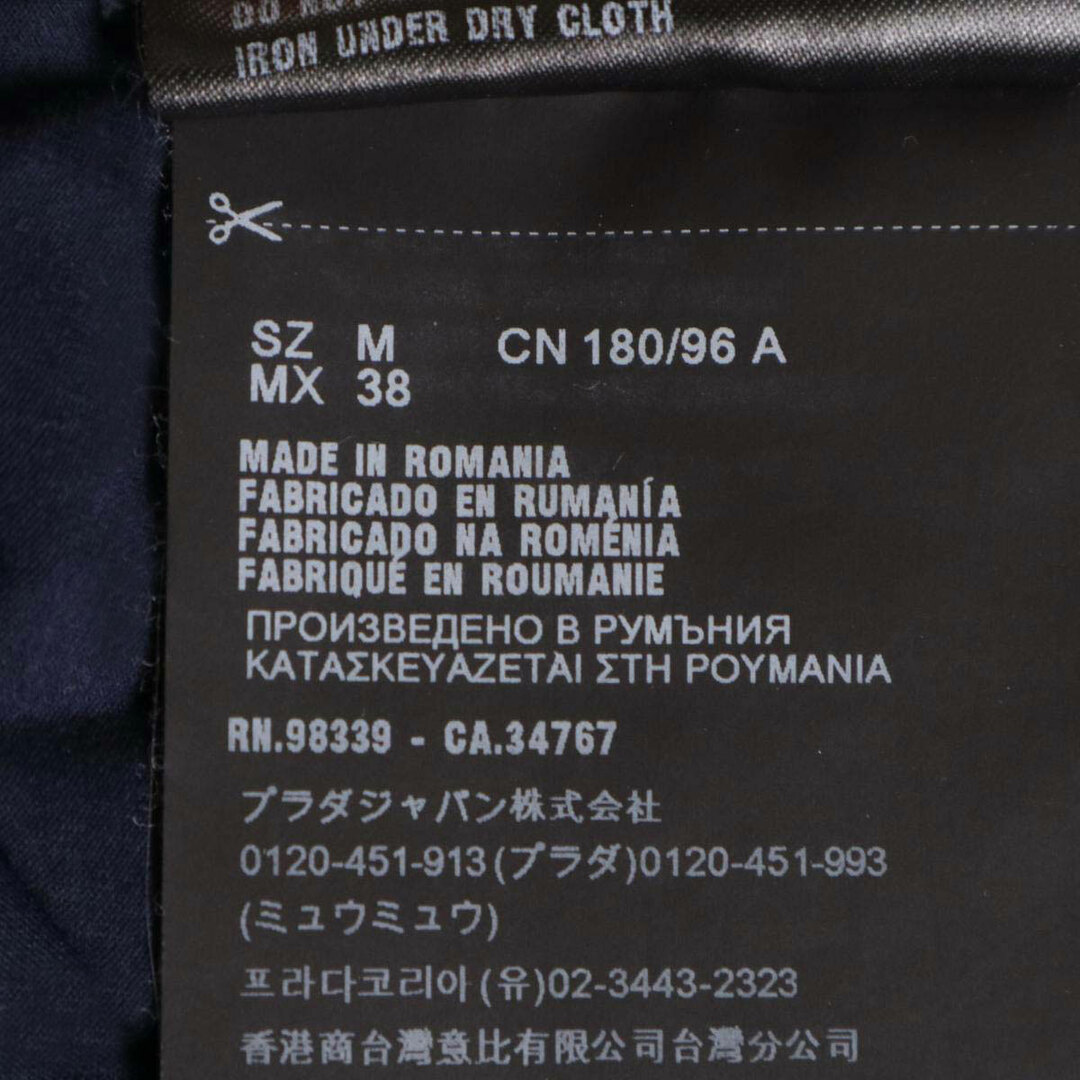 DO NOT
IRON UNDER DRY CLOTH
SZ M CN 180/96 A
MX 38
MADE IN ROMANIA
FABRICADO EN RUMANÍA
FABRICADO NA ROMÉNIA
FABRIQUÉ EN ROUMANIE
ПРОИЗВЕДЕНО В РУМЪНИЯ
ΚΑΤΑΣΚΕΥΑΖΕΤΑΙ ΣΤΗ ΡΟΥΜΑΝΙΑ
RN.98339 - CA.34767
プラダジャパン株式会社
0120-451-913(プラダ)0120-451-993
(ミュウミュウ)
프라다코리아(유)02-3443-2323
香港商台灣意比有限公司台灣分公司